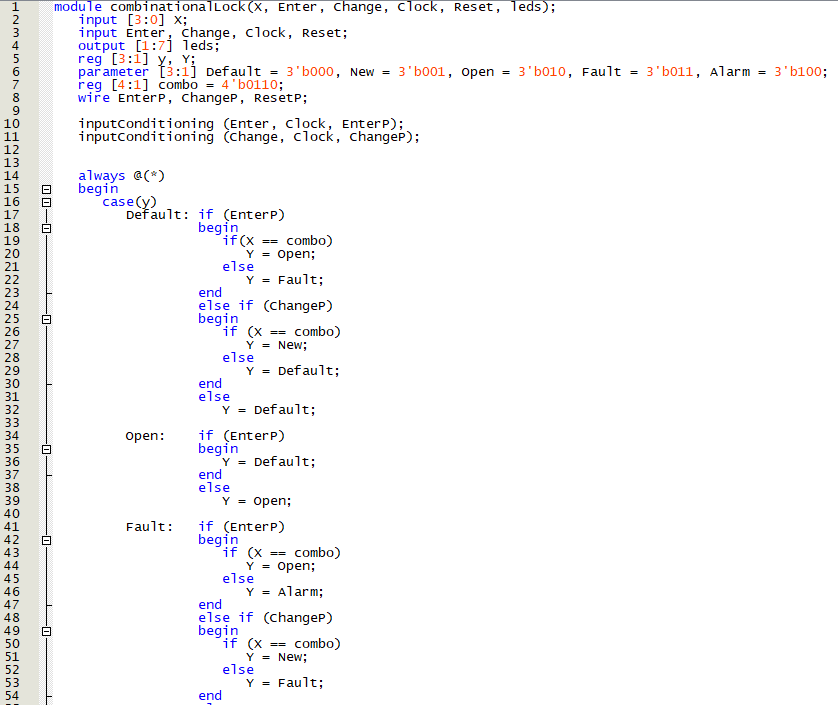 1 module combinationalLock(X, Enter, Change, Clock, Reset, leds);
2 input [3:0] X;
3 input Enter, Change, Clock, Reset;
4 output [1:7] leds;
5 reg [3:1] y, Y;
6 parameter [3:1] Default = 3'b000, New = 3'b001, Open = 3'b010, Fault = 3'b011, Alarm = 3'b100;
7 reg [4:1] combo = 4'b0110;
8 wire EnterP, ChangeP, ResetP;
9
10 inputConditioning (Enter, Clock, EnterP);
11 inputConditioning (Change, Clock, ChangeP);
12
13
14 always @(*)
15 begin
16 case(y)
17 Default: if (EnterP)
18 begin
19 if(X == combo)
20 Y = Open;
21 else
22 Y = Fault;
23 end
24 else if (ChangeP)
25 begin
26 if (X == combo)
27 Y = New;
28 else
29 Y = Default;
30 end
31 else
32 Y = Default;
33
34 Open: if (EnterP)
35 begin
36 Y = Default;
37 end
38 else
39 Y = Open;
40
41 Fault: if (EnterP)
42 begin
43 if (X == combo)
44 Y = Open;
45 else
46 Y = Alarm;
47 end
48 else if (ChangeP)
49 begin
50 if (X == combo)
51 Y = New;
52 else
53 Y = Fault;
54 end